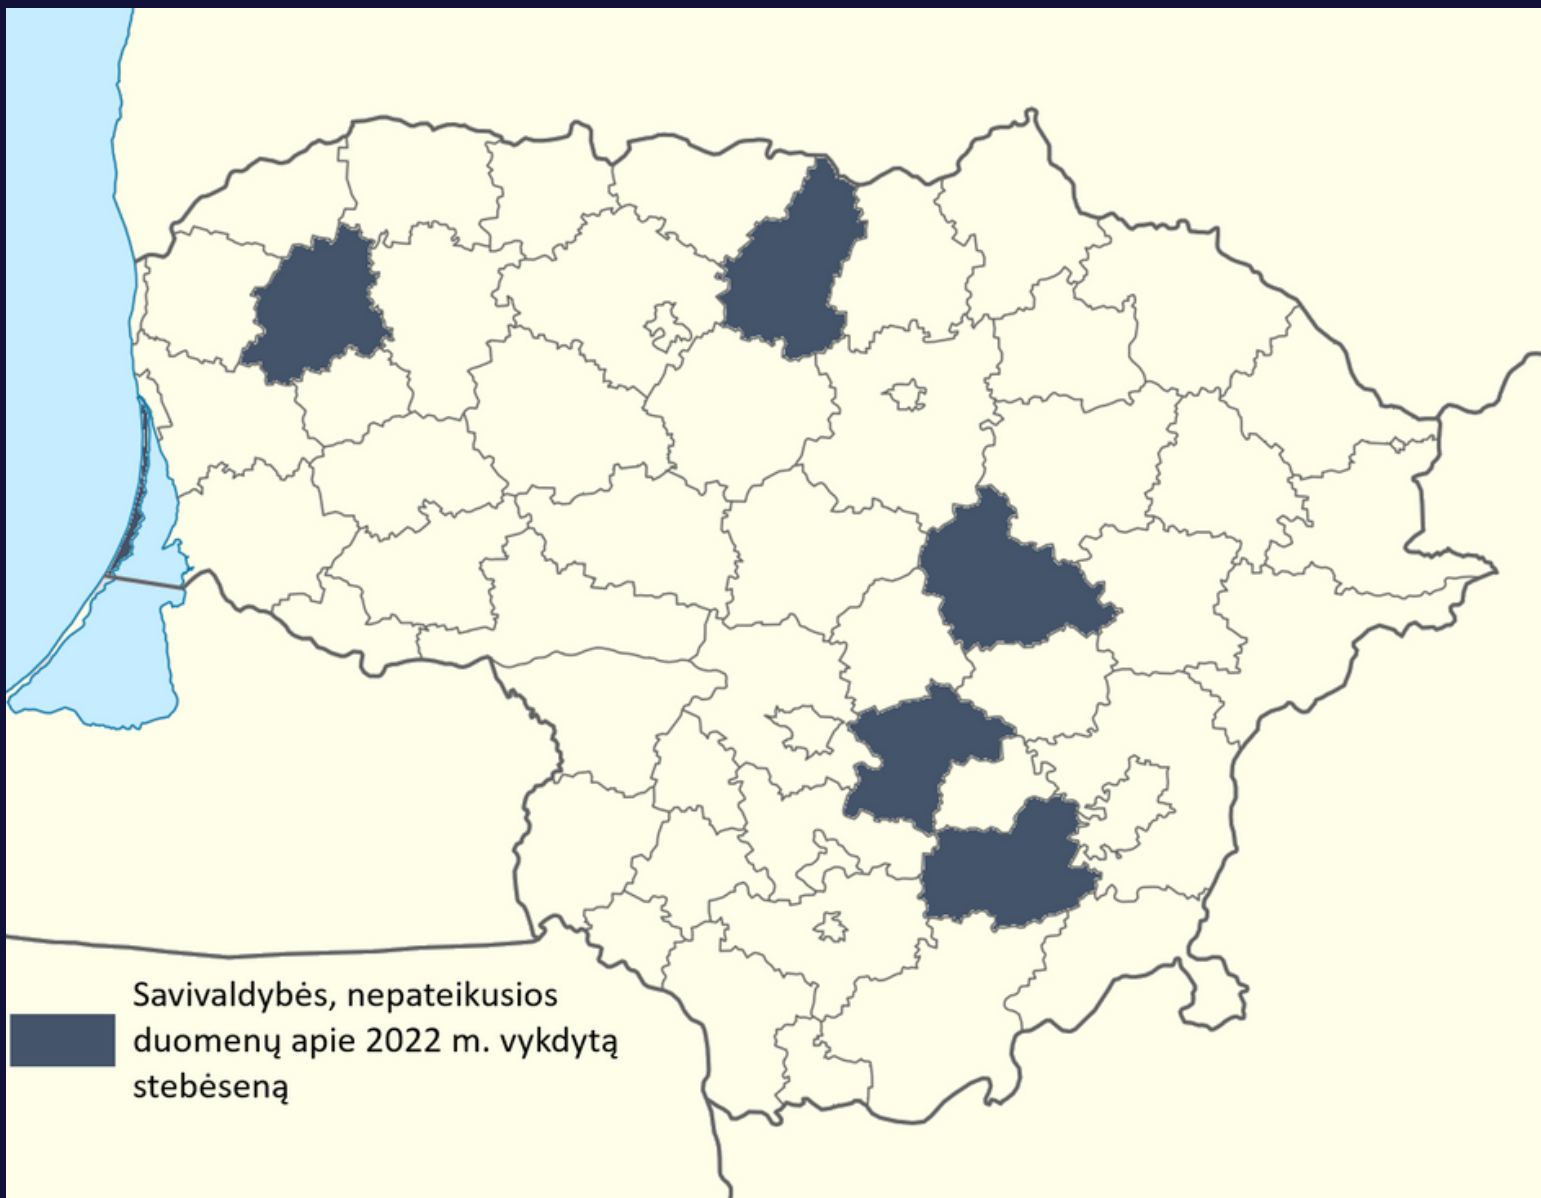 Savivaldybės, nepateikusios
duomenų apie 2022 m. vykdytą
stebėseną